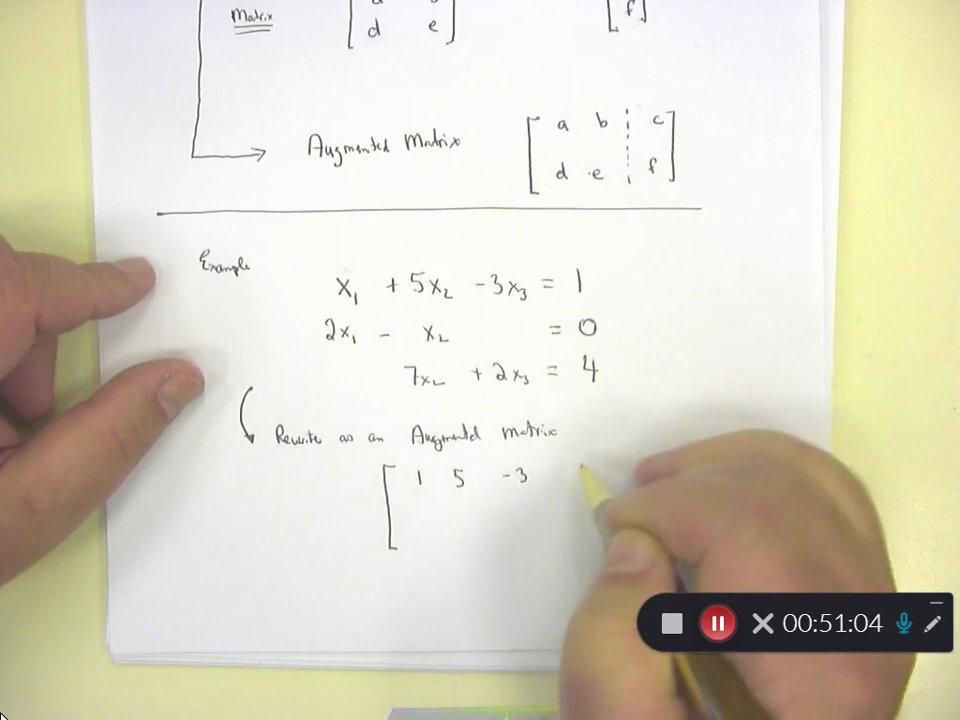 Matrix
d e
f
Augmented Matrix
a b c
d e f
Example
x₁ + 5x₂ - 3x₃ = 1
2x₁ - x₂ = 0
7x₂ + 2x₃ = 4
Rewrite as an Augmented Matrix
1 5 -3
00:51:04